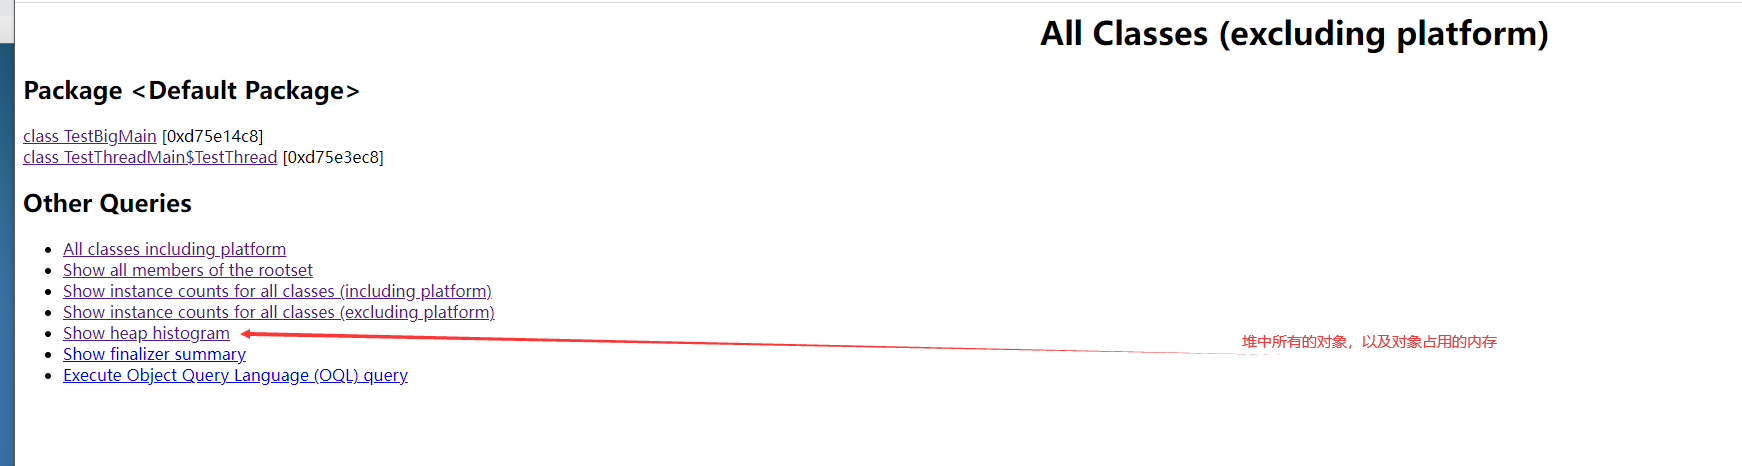 All Classes (excluding platform)
Package <Default Package>
class TestBigMain [0xd75e14c8]
class TestThreadMain$TestThread [0xd75e3ec8]
Other Queries
All classes including platform
Show all members of the rootset
Show instance counts for all classes (including platform)
Show instance counts for all classes (excluding platform)
Show heap histogram
堆中所有的对象，以及对象占用的内存
Show finalizer summary
Execute Object Query Language (OQL) query